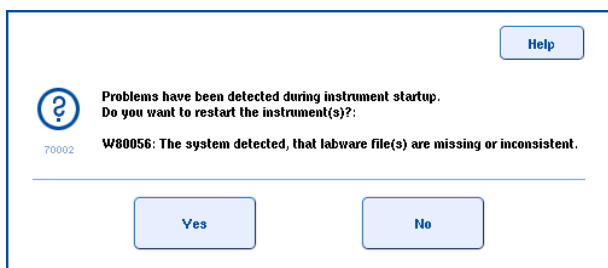 Help
Problems have been detected during instrument startup.
Do you want to restart the instrument(s)?:
70002
W80056: The system detected, that labware file(s) are missing or inconsistent.
Yes
No